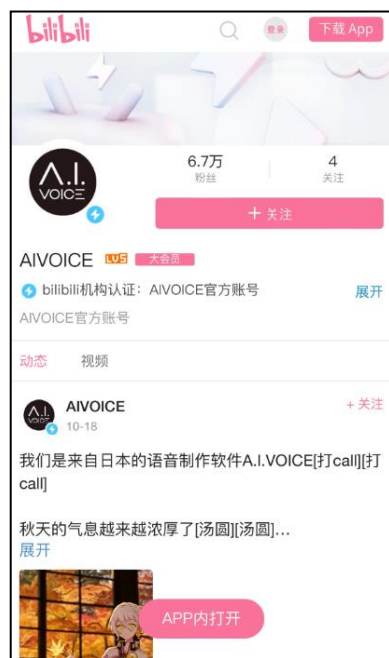 bilibili
登录
下载 App
6.7万
4
粉丝
关注
A.I.
VOICE
+ 关注
AIVOICE LV5 大会员
bilibili机构认证：AIVOICE官方账号
展开
AIVOICE官方账号
动态
视频
A.I.
VOICE
AIVOICE
+ 关注
10-18
我们是来自日本的语音制作软件A.I.VOICE[打call][打
call]
秋天的气息越来越浓厚了[汤圆][汤圆]...
展开
APP内打开